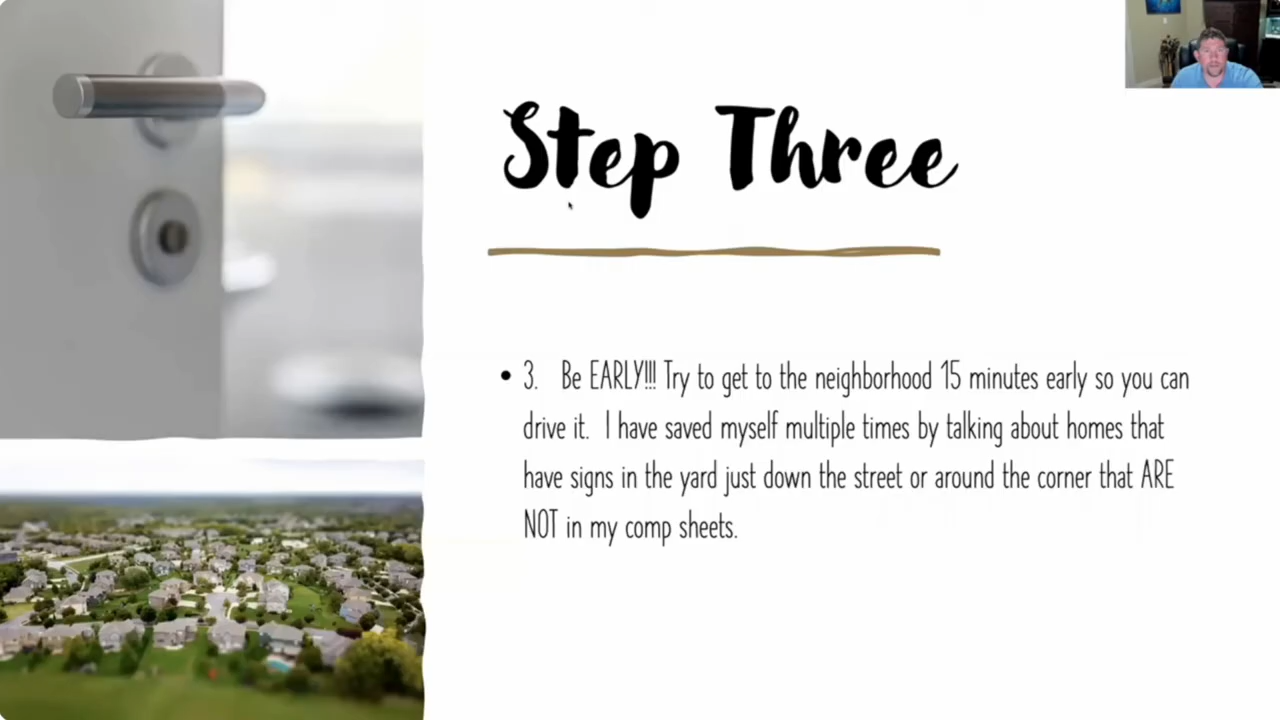 Step Three
• 3. Be EARLY!!! Try to get to the neighborhood 15 minutes early so you can
drive it. I have saved myself multiple times by talking about homes that
have signs in the yard just down the street or around the corner that ARE
NOT in my comp sheets.